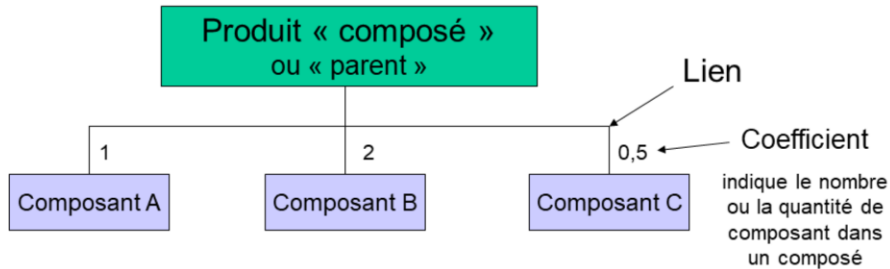 Produit « composé »
ou « parent »
Lien
1
2
0,5
Coefficient
Composant A
Composant B
Composant C
indique le nombre
ou la quantité de
composant dans
un composé